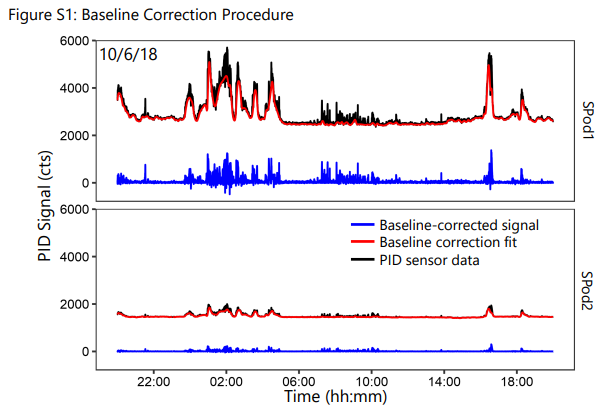 Figure S1: Baseline Correction Procedure
6000
10/6/18
4000
2000
0
SPod1
PID Signal (cts)
6000
Baseline-corrected signal
Baseline correction fit
PID sensor data
4000
2000
0
SPod2
22:00 02:00 06:00 10:00 14:00 18:00
Time (hh:mm)